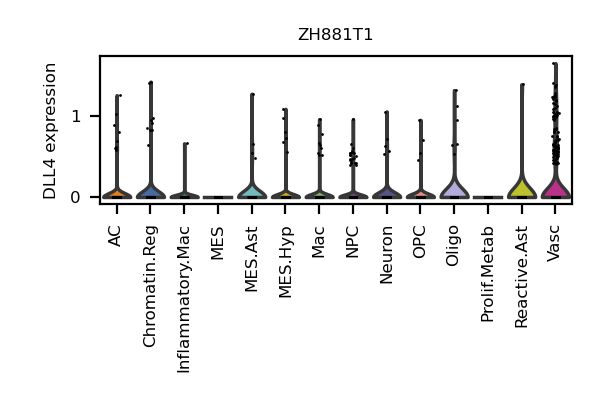 ZH881T1
DLL4 expression
1
0
AC
Chromatin.Reg
Inflammatory.Mac
MES
MES.Ast
MES.Hyp
Mac
NPC
Neuron
OPC
Oligo
Prolif.Metab
Reactive.Ast
Vasc